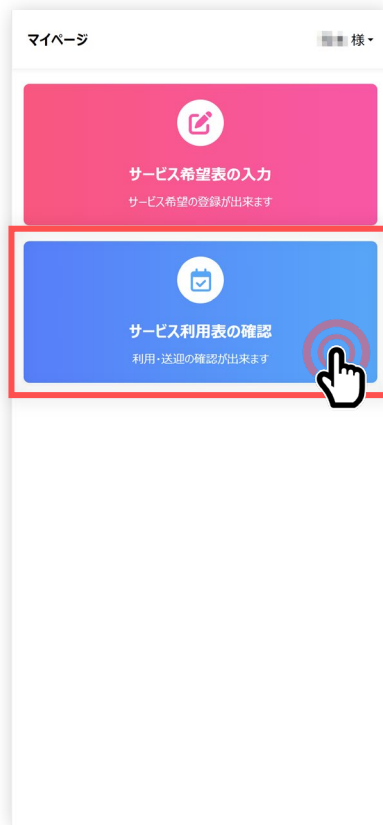 マイページ
様
サービス希望表の入力
サービス希望の登録が出来ます
サービス利用表の確認
利用・送迎の確認が出来ます